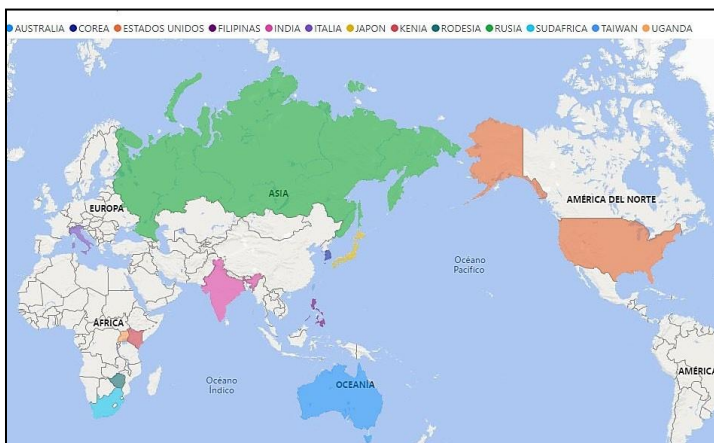 AUSTRALIA COREA ESTADOS UNIDOS FILIPINAS INDIA ITALIA JAPON KENIA RODESIA RUSIA SUDAFRICA TAIWAN UGANDA
ASIA
EUROPA
AMÉRICA DEL NORTE
Océano
Pacífico
ÁFRICA
Océano
Índico
OCEANÍA
AMÉRICA